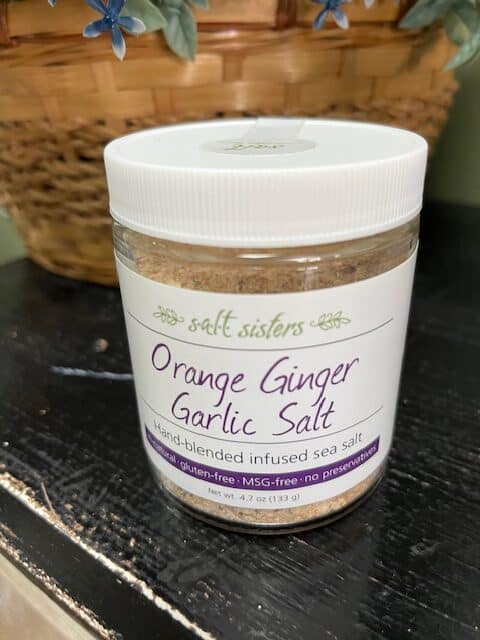 salt sisters
Orange Ginger
Garlic Salt
Hand-blended infused sea salt
natural · gluten-free · MSG-free · no preservatives
Net wt. 4.7 oz (133 g)